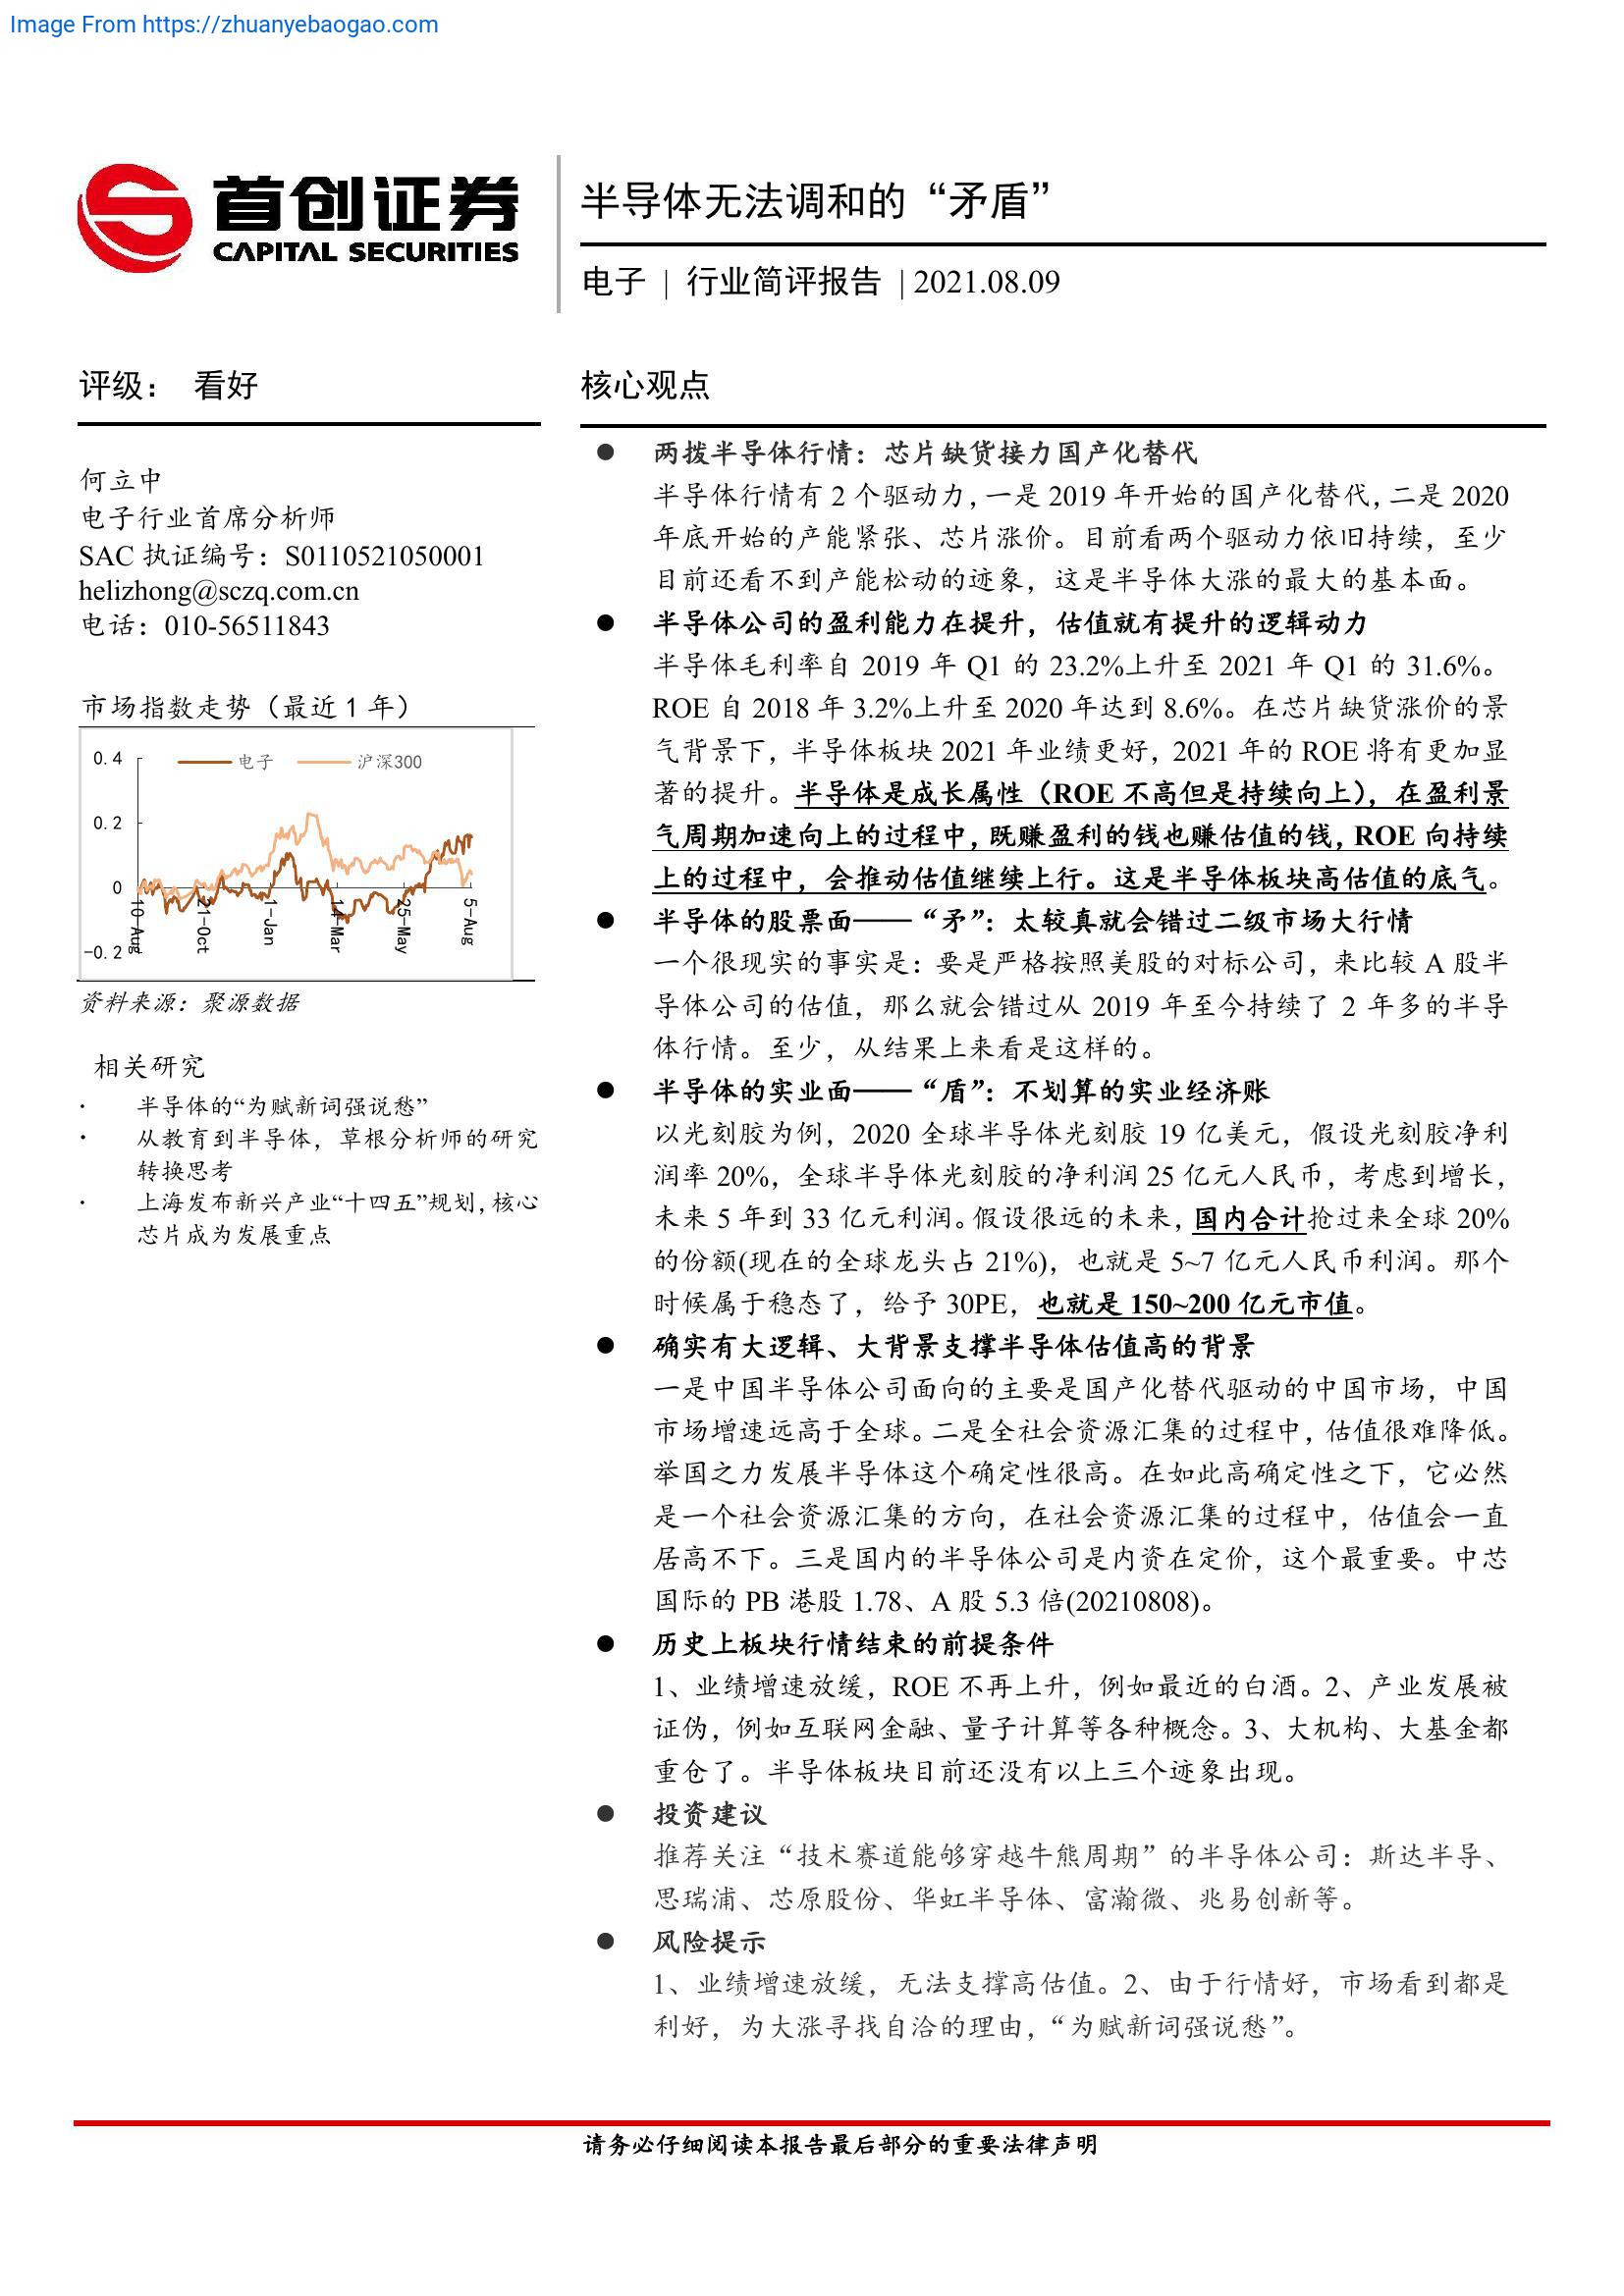 Image From https://zhuanyebaogao.com
首创证券
CAPITAL SECURITIES
半导体无法调和的“矛盾”
电子 | 行业简评报告 | 2021.08.09
评级： 看好
何立中
电子行业首席分析师
SAC 执证编号：S0110521050001
helizhong@sczq.com.cn
电话：010-56511843
市场指数走势（最近 1 年）
电子 沪深300
0.4
0.2
0
-0.2
10-Aug
21-Oct
1-Jan
14-Mar
25-May
5-Aug
资料来源：聚源数据
相关研究
· 半导体的“为赋新词强说愁”
· 从教育到半导体，草根分析师的研究
转换思考
· 上海发布新兴产业“十四五”规划，核心
芯片成为发展重点
核心观点
● 两拨半导体行情：芯片缺货接力国产化替代
半导体行情有 2 个驱动力，一是 2019 年开始的国产化替代，二是 2020
年底开始的产能紧张、芯片涨价。目前看两个驱动力依旧持续，至少
目前还看不到产能松动的迹象，这是半导体大涨的最大的基本面。
● 半导体公司的盈利能力在提升，估值就有提升的逻辑动力
半导体毛利率自 2019 年 Q1 的 23.2%上升至 2021 年 Q1 的 31.6%。
ROE 自 2018 年 3.2%上升至 2020 年达到 8.6%。在芯片缺货涨价的景
气背景下，半导体板块 2021 年业绩更好，2021 年的 ROE 将有更加显
著的提升。半导体是成长属性（ROE 不高但是持续向上），在盈利景
气周期加速向上的过程中，既赚盈利的钱也赚估值的钱，ROE 向持续
上的过程中，会推动估值继续上行。这是半导体板块高估值的底气。
● 半导体的股票面——“矛”：太较真就会错过二级市场大行情
一个很现实的事实是：要是严格按照美股的对标公司，来比较 A 股半
导体公司的估值，那么就会错过从 2019 年至今持续了 2 年多的半导
体行情。至少，从结果上来看是这样的。
● 半导体的实业面——“盾”：不划算的实业经济账
以光刻胶为例，2020 全球半导体光刻胶 19 亿美元，假设光刻胶净利
润率 20%，全球半导体光刻胶的净利润 25 亿元人民币，考虑到增长，
未来 5 年到 33 亿元利润。假设很远的未来，国内合计抢过来全球 20%
的份额(现在的全球龙头占 21%)，也就是 5~7 亿元人民币利润。那个
时候属于稳态了，给予 30PE，也就是 150~200 亿元市值。
● 确实有大逻辑、大背景支撑半导体估值高的背景
一是中国半导体公司面向的主要是国产化替代驱动的中国市场，中国
市场增速远高于全球。二是全社会资源汇集的过程中，估值很难降低。
举国之力发展半导体这个确定性很高。在如此高确定性之下，它必然
是一个社会资源汇集的方向，在社会资源汇集的过程中，估值会一直
居高不下。三是国内的半导体公司是内资在定价，这个最重要。中芯
国际的 PB 港股 1.78、A 股 5.3 倍(20210808)。
● 历史上板块行情结束的前提条件
1、业绩增速放缓，ROE 不再上升，例如最近的白酒。2、产业发展被
证伪，例如互联网金融、量子计算等各种概念。3、大机构、大基金都
重仓了。半导体板块目前还没有以上三个迹象出现。
● 投资建议
推荐关注“技术赛道能够穿越牛熊周期”的半导体公司：斯达半导、
思瑞浦、芯原股份、华虹半导体、富瀚微、兆易创新等。
● 风险提示
1、业绩增速放缓，无法支撑高估值。2、由于行情好，市场看到都是
利好，为大涨寻找自洽的理由，“为赋新词强说愁”。
请务必仔细阅读本报告最后部分的重要法律声明